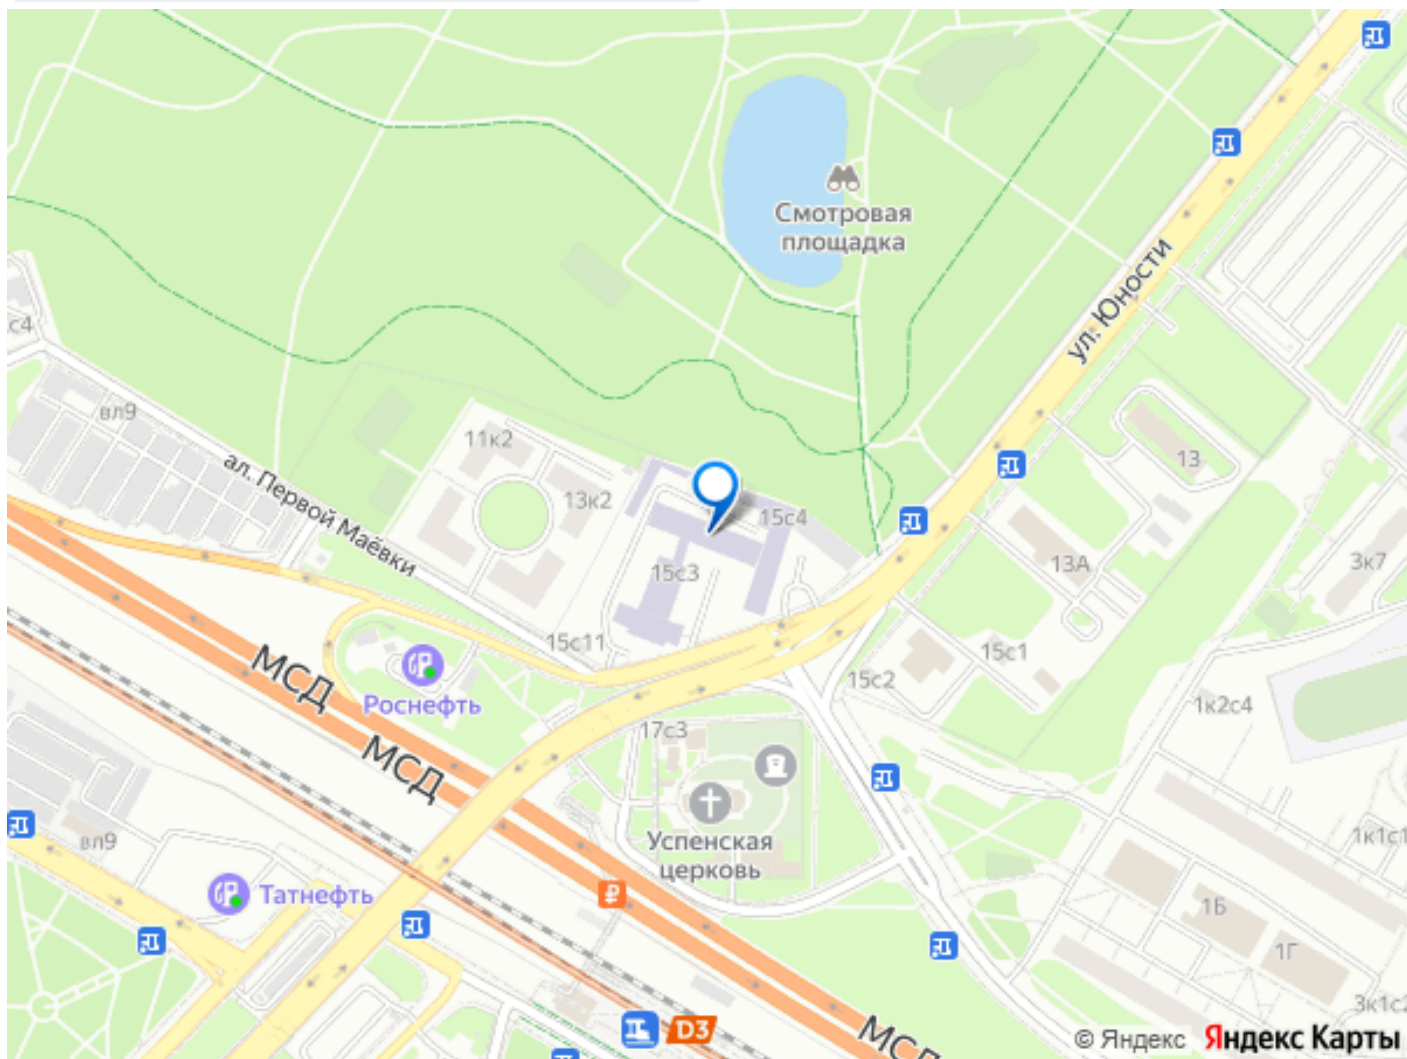 Смотровая
площадка
ул. Юности
с4
вл9
ал. Первой Маёвки
11к2
13к2
15с4
15с3
13
13А
3к7
15с11
15с1
15с2
1к2с4
МСД
Роснефть
МСД
17с3
Успенская
церковь
вл9
Татнефть
₽
1к1с1
1Б
1Г
3к1с2
D3
МСД
© Яндекс Яндекс Карты